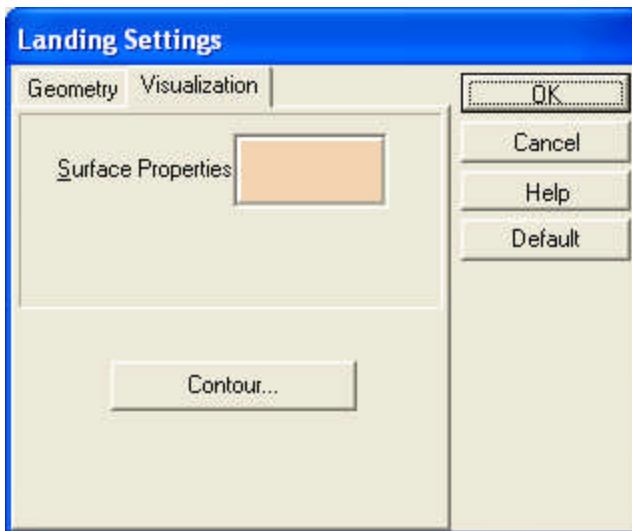 Landing Settings
Geometry
Visualization
Surface Properties
Contour...
OK
Cancel
Help
Default